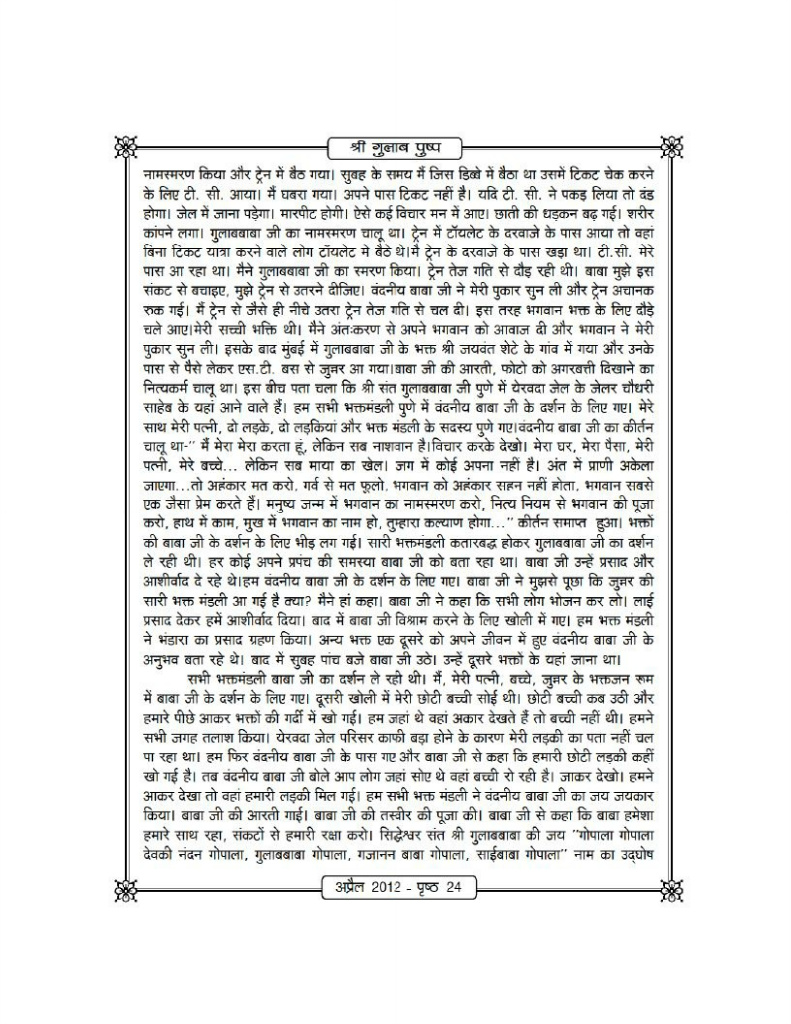 श्री गुलाब पुष्प
नामस्मरण किया और ट्रेन में बैठ गया। सुबह के समय मैं जिस डिब्बे में बैठा था उसमें टिकट चेक करने
के लिए टी. सी. आया। मैं घबरा गया। अपने पास टिकट नहीं है। यदि टी. सी. ने पकड़ लिया तो दंड
होगा। जेल में जाना पड़ेगा। मारपीट होगी। ऐसे कई विचार मन में आए। छाती की धड़कन बढ़ गई। शरीर
कांपने लगा। गुलाबबाबा जी का नामस्मरण चालू था। ट्रेन में टॉयलेट के दरवाजे के पास आया तो वहां
बिना टिकट यात्रा करने वाले लोग टॉयलेट मे बैठे थे।मै ट्रेन के दरवाजे के पास खड़ा था। टी.सी. मेरे
पास आ रहा था। मैने गुलाबबाबा जी का स्मरण किया। ट्रेन तेज गति से दौड़ रही थी। बाबा मुझे इस
संकट से बचाइए, मुझे ट्रेन से उतरने दीजिए। वंदनीय बाबा जी ने मेरी पुकार सुन ली और ट्रेन अचानक
रुक गई। मैं ट्रेन से जैसे ही नीचे उतरा ट्रेन तेज गति से चल दी। इस तरह भगवान भक्त के लिए दौड़े
चले आए।मेरी सच्ची भक्ति थी। मैने अंतःकरण से अपने भगवान को आवाज दी और भगवान ने मेरी
पुकार सुन ली। इसके बाद मुंबई में गुलाबबाबा जी के भक्त श्री जयवंत शेटे के गांव में गया और उनके
पास से पैसे लेकर एस.टी. बस से जुन्नर आ गया।बाबा जी की आरती, फोटो को अगरबत्ती दिखाने का
नित्यकर्म चालू था। इस बीच पता चला कि श्री संत गुलाबबाबा जी पुणे में येरवदा जेल के जेलर चौधरी
साहेब के यहां आने वाले हैं। हम सभी भक्तमंडली पुणे में वंदनीय बाबा जी के दर्शन के लिए गए। मेरे
साथ मेरी पत्नी, दो लड़के, दो लड़कियां और भक्त मंडली के सदस्य पुणे गए।वंदनीय बाबा जी का कीर्तन
चालू था-" मैं मेरा मेरा करता हूं, लेकिन सब नाशवान है।विचार करके देखो। मेरा घर, मेरा पैसा, मेरी
पत्नी, मेरे बच्चे... लेकिन सब माया का खेल। जग में कोई अपना नहीं है। अंत में प्राणी अकेला
जाएगा...तो अहंकार मत करो, गर्व से मत फूलो, भगवान को अहंकार सहन नहीं होता, भगवान सबसे
एक जैसा प्रेम करते हैं। मनुष्य जन्म में भगवान का नामस्मरण करो, नित्य नियम से भगवान की पूजा
करो, हाथ में काम, मुख में भगवान का नाम हो, तुम्हारा कल्याण होगा..." कीर्तन समाप्त हुआ। भक्तों
की बाबा जी के दर्शन के लिए भीड़ लग गई। सारी भक्तमंडली कतारबद्ध होकर गुलाबबाबा जी का दर्शन
ले रही थी। हर कोई अपने प्रपंच की समस्या बाबा जी को बता रहा था। बाबा जी उन्हें प्रसाद और
आशीर्वाद दे रहे थे।हम वंदनीय बाबा जी के दर्शन के लिए गए। बाबा जी ने मुझसे पूछा कि जुन्नर की
सारी भक्त मंडली आ गई है क्या? मैने हां कहा। बाबा जी ने कहा कि सभी लोग भोजन कर लो। लाई
प्रसाद देकर हमें आशीर्वाद दिया। बाद में बाबा जी विश्राम करने के लिए खोली में गए। हम भक्त मंडली
ने भंडारा का प्रसाद ग्रहण किया। अन्य भक्त एक दूसरे को अपने जीवन में हुए वंदनीय बाबा जी के
अनुभव बता रहे थे। बाद में सुबह पांच बजे बाबा जी उठे। उन्हें दूसरे भक्तों के यहां जाना था।
सभी भक्तमंडली बाबा जी का दर्शन ले रही थी। मैं, मेरी पत्नी, बच्चे, जुन्नर के भक्तजन रूम
में बाबा जी के दर्शन के लिए गए। दूसरी खोली में मेरी छोटी बच्ची सोई थी। छोटी बच्ची कब उठी और
हमारे पीछे आकर भक्तों की गर्दी में खो गई। हम जहां थे वहां अकार देखते हैं तो बच्ची नहीं थी। हमने
सभी जगह तलाश किया। येरवदा जेल परिसर काफी बड़ा होने के कारण मेरी लड़की का पता नहीं चल
पा रहा था। हम फिर वंदनीय बाबा जी के पास गए और बाबा जी से कहा कि हमारी छोटी लड़की कहीं
खो गई है। तब वंदनीय बाबा जी बोले आप लोग जहां सोए थे वहां बच्ची रो रही है। जाकर देखो। हमने
आकर देखा तो वहां हमारी लड़की मिल गई। हम सभी भक्त मंडली ने वंदनीय बाबा जी का जय जयकार
किया। बाबा जी की आरती गाई। बाबा जी की तस्वीर की पूजा की। बाबा जी से कहा कि बाबा हमेशा
हमारे साथ रहा, संकटों से हमारी रक्षा करो। सिद्धेश्वर संत श्री गुलाबबाबा की जय "गोपाला गोपाला
देवकी नंदन गोपाला, गुलाबबाबा गोपाला, गजानन बाबा गोपाला, साईबाबा गोपाला" नाम का उद्घोष
अप्रैल 2012 - पृष्ठ 24